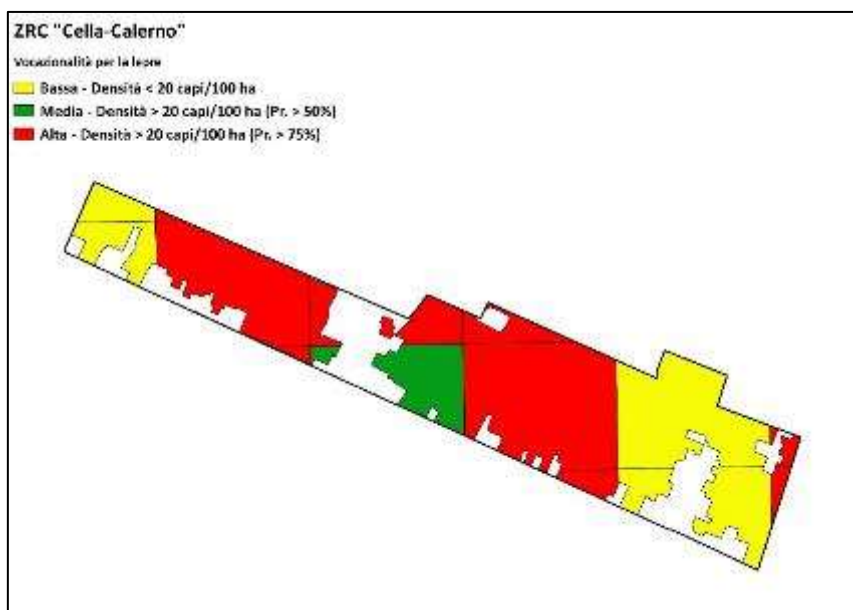 ZRC "Cella-Calerno"
Vocazionalità per la lepre
Bassa - Densità < 20 capi/100 ha
Media - Densità > 20 capi/100 ha (Pr. > 50%)
Alta - Densità > 20 capi/100 ha (Pr. > 75%)